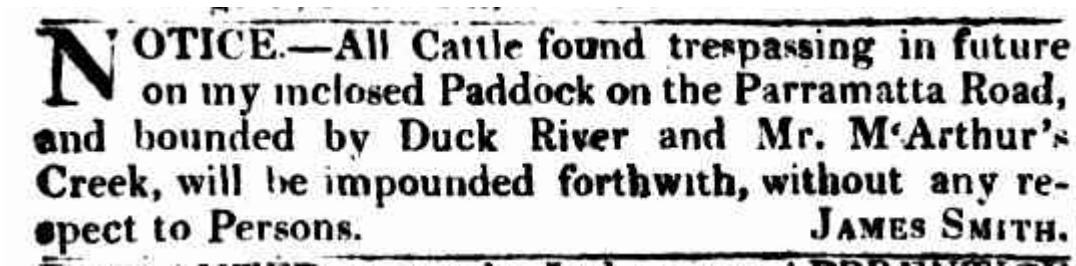 NOTICE.—All Cattle found trespassing in future
on my inclosed Paddock on the Parramatta Road,
and bounded by Duck River and Mr. M‘Arthur’s
Creek, will be impounded forthwith, without any re-
spect to Persons. JAMES SMITH.